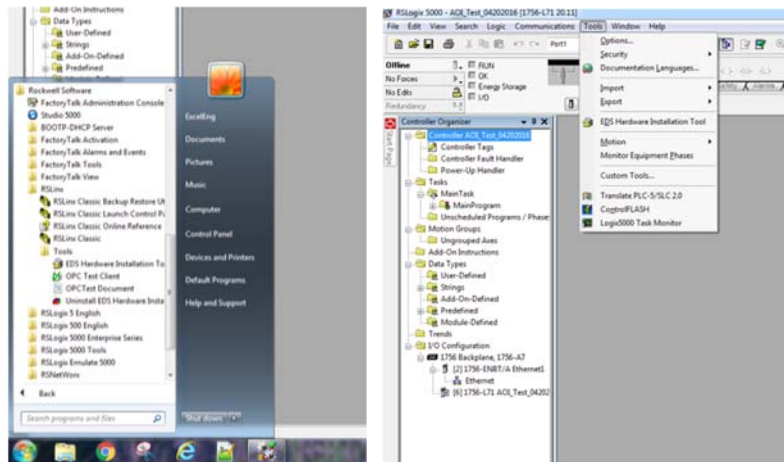 Add-On Instructions
Data Types
User-Defined
Strings
Add-On-Defined
Predefined
Rockwell Software
FactoryTalk Administration Console
Studio 5000
BOOTP-DHCP Server
FactoryTalk Activation
FactoryTalk Alarms and Events
FactoryTalk Tools
FactoryTalk View
RSLinx
RSLinx Classic Backup Restore Ut
RSLinx Classic Launch Control Pa
RSLinx Classic Online Reference
RSLinx Classic
Tools
EDS Hardware Installation To
OPC Test Client
OPCTest Document
Uninstall EDS Hardware Insta
RSLogix 5 English
RSLogix 500 English
RSLogix 5000 Enterprise Series
RSLogix 5000 Tools
RSLogix Emulate 5000
RSNetWorx
Back
Search programs and files
ExcelEng
Documents
Pictures
Music
Computer
Control Panel
Devices and Printers
Default Programs
Help and Support
Shut down
RSLogix 5000 - AOI_Test_04202016 [1756-L71 20.11]
File Edit View Search Logic Communications Tools Window Help
Part1
Offline
No Forces
No Edits
Redundancy
RUN
OK
Energy Storage
I/O
Options...
Security
Documentation Languages...
Import
Export
EDS Hardware Installation Tool
Motion
Monitor Equipment Phases
Custom Tools...
Translate PLC-5/SLC 2.0
ControlFLASH
Logix5000 Task Monitor
Alarms
Start Page
Controller Organizer
Controller AOI_Test_04202016
Controller Tags
Controller Fault Handler
Power-Up Handler
Tasks
MainTask
MainProgram
Unscheduled Programs / Phase
Motion Groups
Ungrouped Axes
Add-On Instructions
Data Types
User-Defined
Strings
Add-On-Defined
Predefined
Module-Defined
Trends
I/O Configuration
1756 Backplane, 1756-A7
[2] 1756-ENBT/A Ethernet1
Ethernet
[6] 1756-L71 AOI_Test_04202